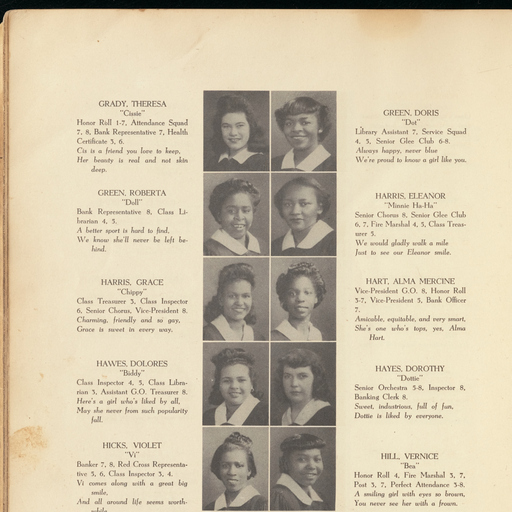 GRADY, THERESA
"Cissie"
Honor Roll 1-7, Attendance Squad
7, 8, Bank Representative 7, Health
Certificate 5, 6.
Cis is a friend you love to keep,
Her beauty is real and not skin
deep.
GREEN, ROBERTA
"Doll"
Bank Representative 8, Class Li-
brarian 4, 5.
A better sport is hard to find,
We know she'll never be left be-
hind.
HARRIS, GRACE
"Chippy"
Class Treasurer 3, Class Inspector
6, Senior Chorus, Vice-President 8.
Charming, friendly and so gay,
Grace is sweet in every way.
HAWES, DOLORES
"Biddy"
Class Inspector 4, 5, Class Libra-
rian 3, Assistant G.O. Treasurer 8.
Here's a girl who's liked by all,
May she never from such popularity
fall.
HICKS, VIOLET
"Vi"
Banker 7, 8, Red Cross Representa-
tive 5, 6, Class Inspector 3, 4.
Vi comes along with a great big
smile,
And all around life seems worth-
while.
GREEN, DORIS
"Dot"
Library Assistant 7, Service Squad
4, 5, Senior Glee Club 6-8.
Always happy, never blue
We're proud to know a girl like you.
HARRIS, ELEANOR
"Minnie Ha-Ha"
Senior Chorus 8, Senior Glee Club
6, 7, Fire Marshal 4, 5, Class Treas-
urer 5.
We would gladly walk a mile
Just to see our Eleanor smile.
HART, ALMA MERCINE
Vice-President G.O. 8, Honor Roll
3-7, Vice-President 5, Bank Officer
7.
Amicable, equitable, and very smart,
She's one who's tops, yes, Alma
Hart.
HAYES, DOROTHY
"Dottie"
Senior Orchestra 5-8, Inspector 8,
Banking Clerk 8.
Sweet, industrious, full of fun,
Dottie is liked by everyone.
HILL, VERNICE
"Bea"
Honor Roll 4, Fire Marshal 3, 7,
Post 3, 7, Perfect Attendance 3-8.
A smiling girl with eyes so brown,
You never see her with a frown.